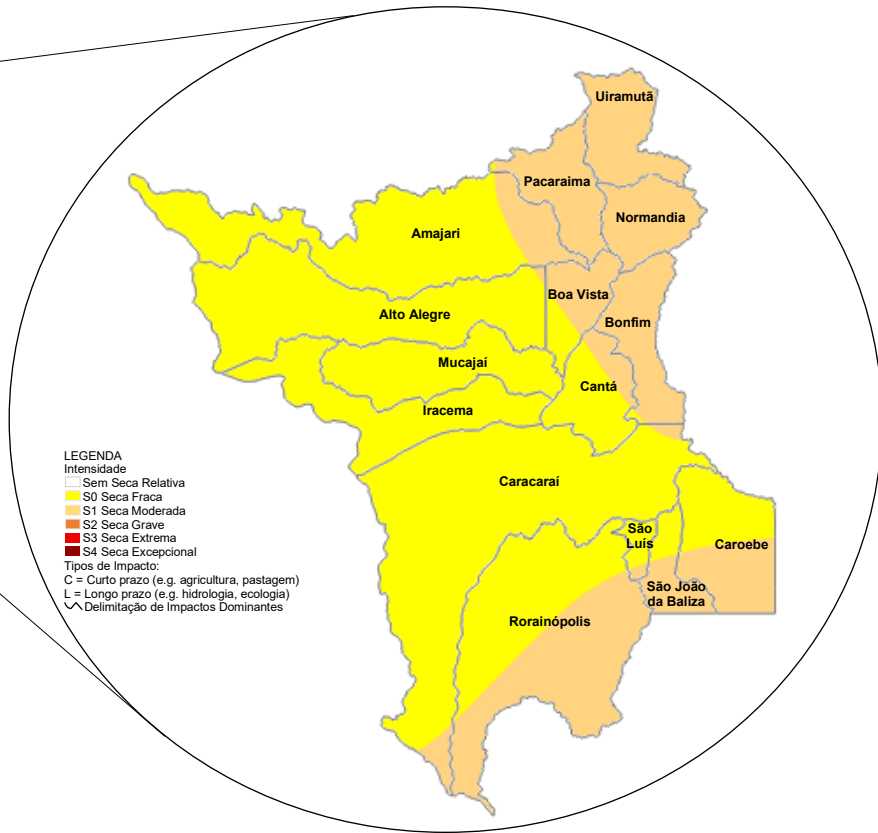 Uiramutã
Pacaraima
Normandia
Amajari
Boa Vista
Alto Alegre
Bonfim
Mucajaí
Cantá
Iracema
Caracaraí
São
Luís
Caroebe
São João
da Baliza
Rorainópolis
LEGENDA
Intensidade
Sem Seca Relativa
S0 Seca Fraca
S1 Seca Moderada
S2 Seca Grave
S3 Seca Extrema
S4 Seca Excepcional
Tipos de Impacto:
C = Curto prazo (e.g. agricultura, pastagem)
L = Longo prazo (e.g. hidrologia, ecologia)
Delimitação de Impactos Dominantes